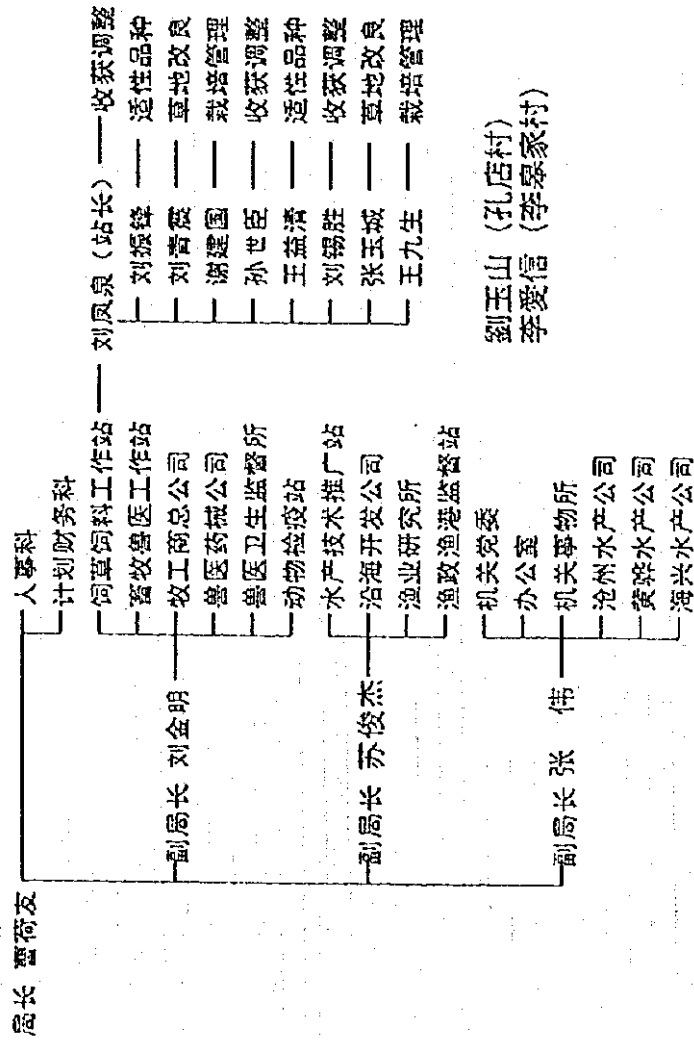 局长 曹荷友
人事科
计划财务科
副局长 刘金明
饲草饲料工作站
畜牧兽医工作站
牧工商总公司
兽医药械公司
兽医卫生监督所
动物检疫站
刘凤泉（站长） 收获调整
刘振锋 适性品种
刘青薇 草地改良
谢建国 栽培管理
孙世臣 收获调整
王益清 适性品种
刘锡胜 收获调整
张玉城 草地改良
王九生 栽培管理
副局长 苏俊杰
水产技术推广站
沿海开发公司
渔业研究所
渔政渔港监督站
副局长 张 伟
机关党委
办公室
机关事物所
沧州水产公司
黄骅水产公司
海兴水产公司
劉玉山（孔店村）
李愛信（李皋家村）